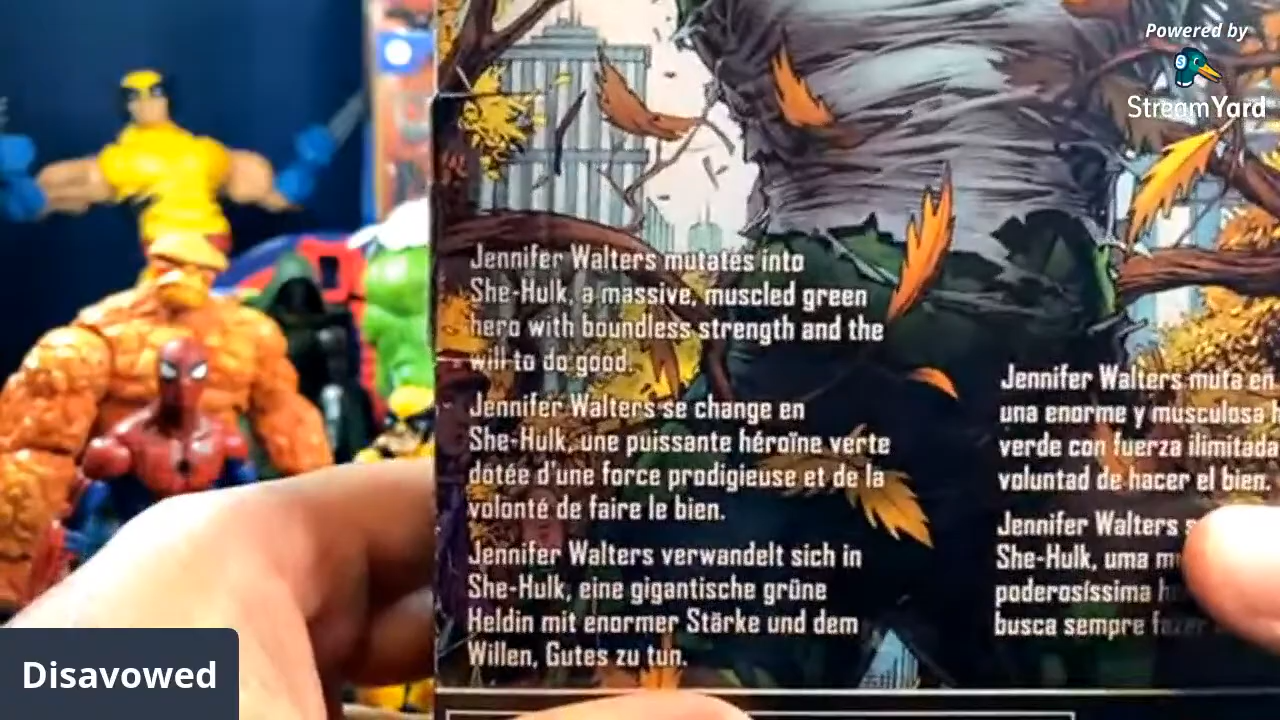 Powered by
StreamYard
Jennifer Walters mutates into
She-Hulk, a massive, muscled green
hero with boundless strength and the
will to do good.
Jennifer Walters se change en
She-Hulk, une puissante héroïne verte
dotée d'une force prodigieuse et de la
volonté de faire le bien.
Jennifer Walters verwandelt sich in
She-Hulk, eine gigantische grüne
Heldin mit enormer Stärke und dem
Willen, Gutes zu tun.
Jennifer Walters muta en
una enorme y musculosa
verde con fuerza ilimitada
voluntad de hacer el bien.
Jennifer Walters
She-Hulk, uma
poderosíssima
busca sempre fazer
Disavowed